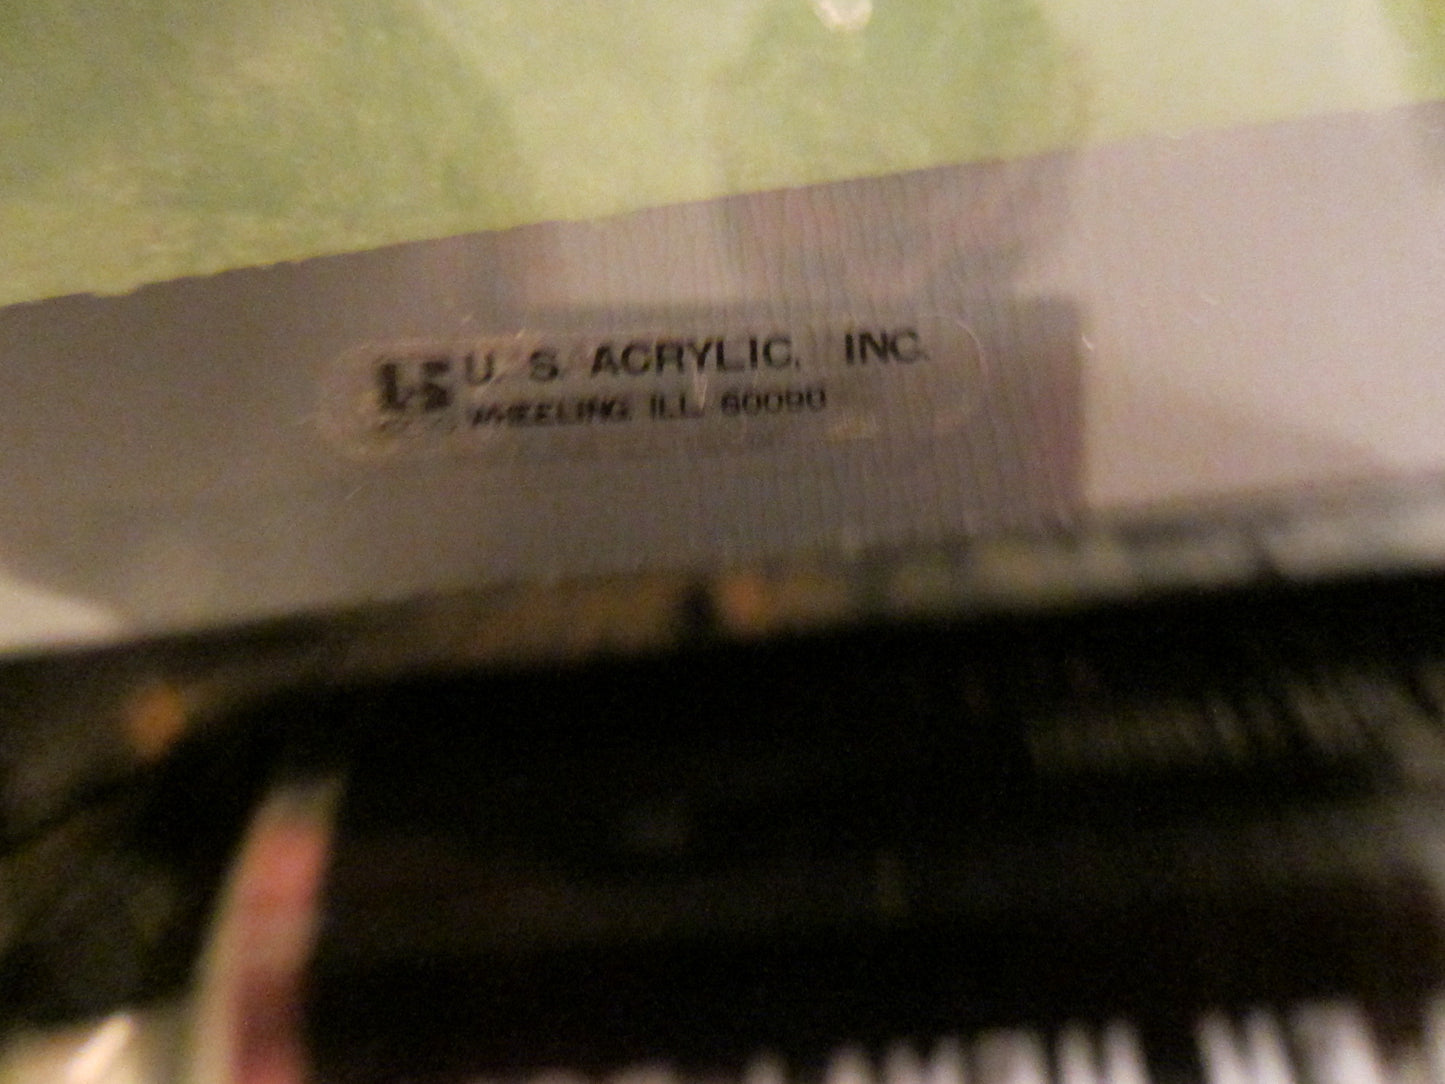 U. S. ACRYLIC, INC.
WHEELING ILL. 60090